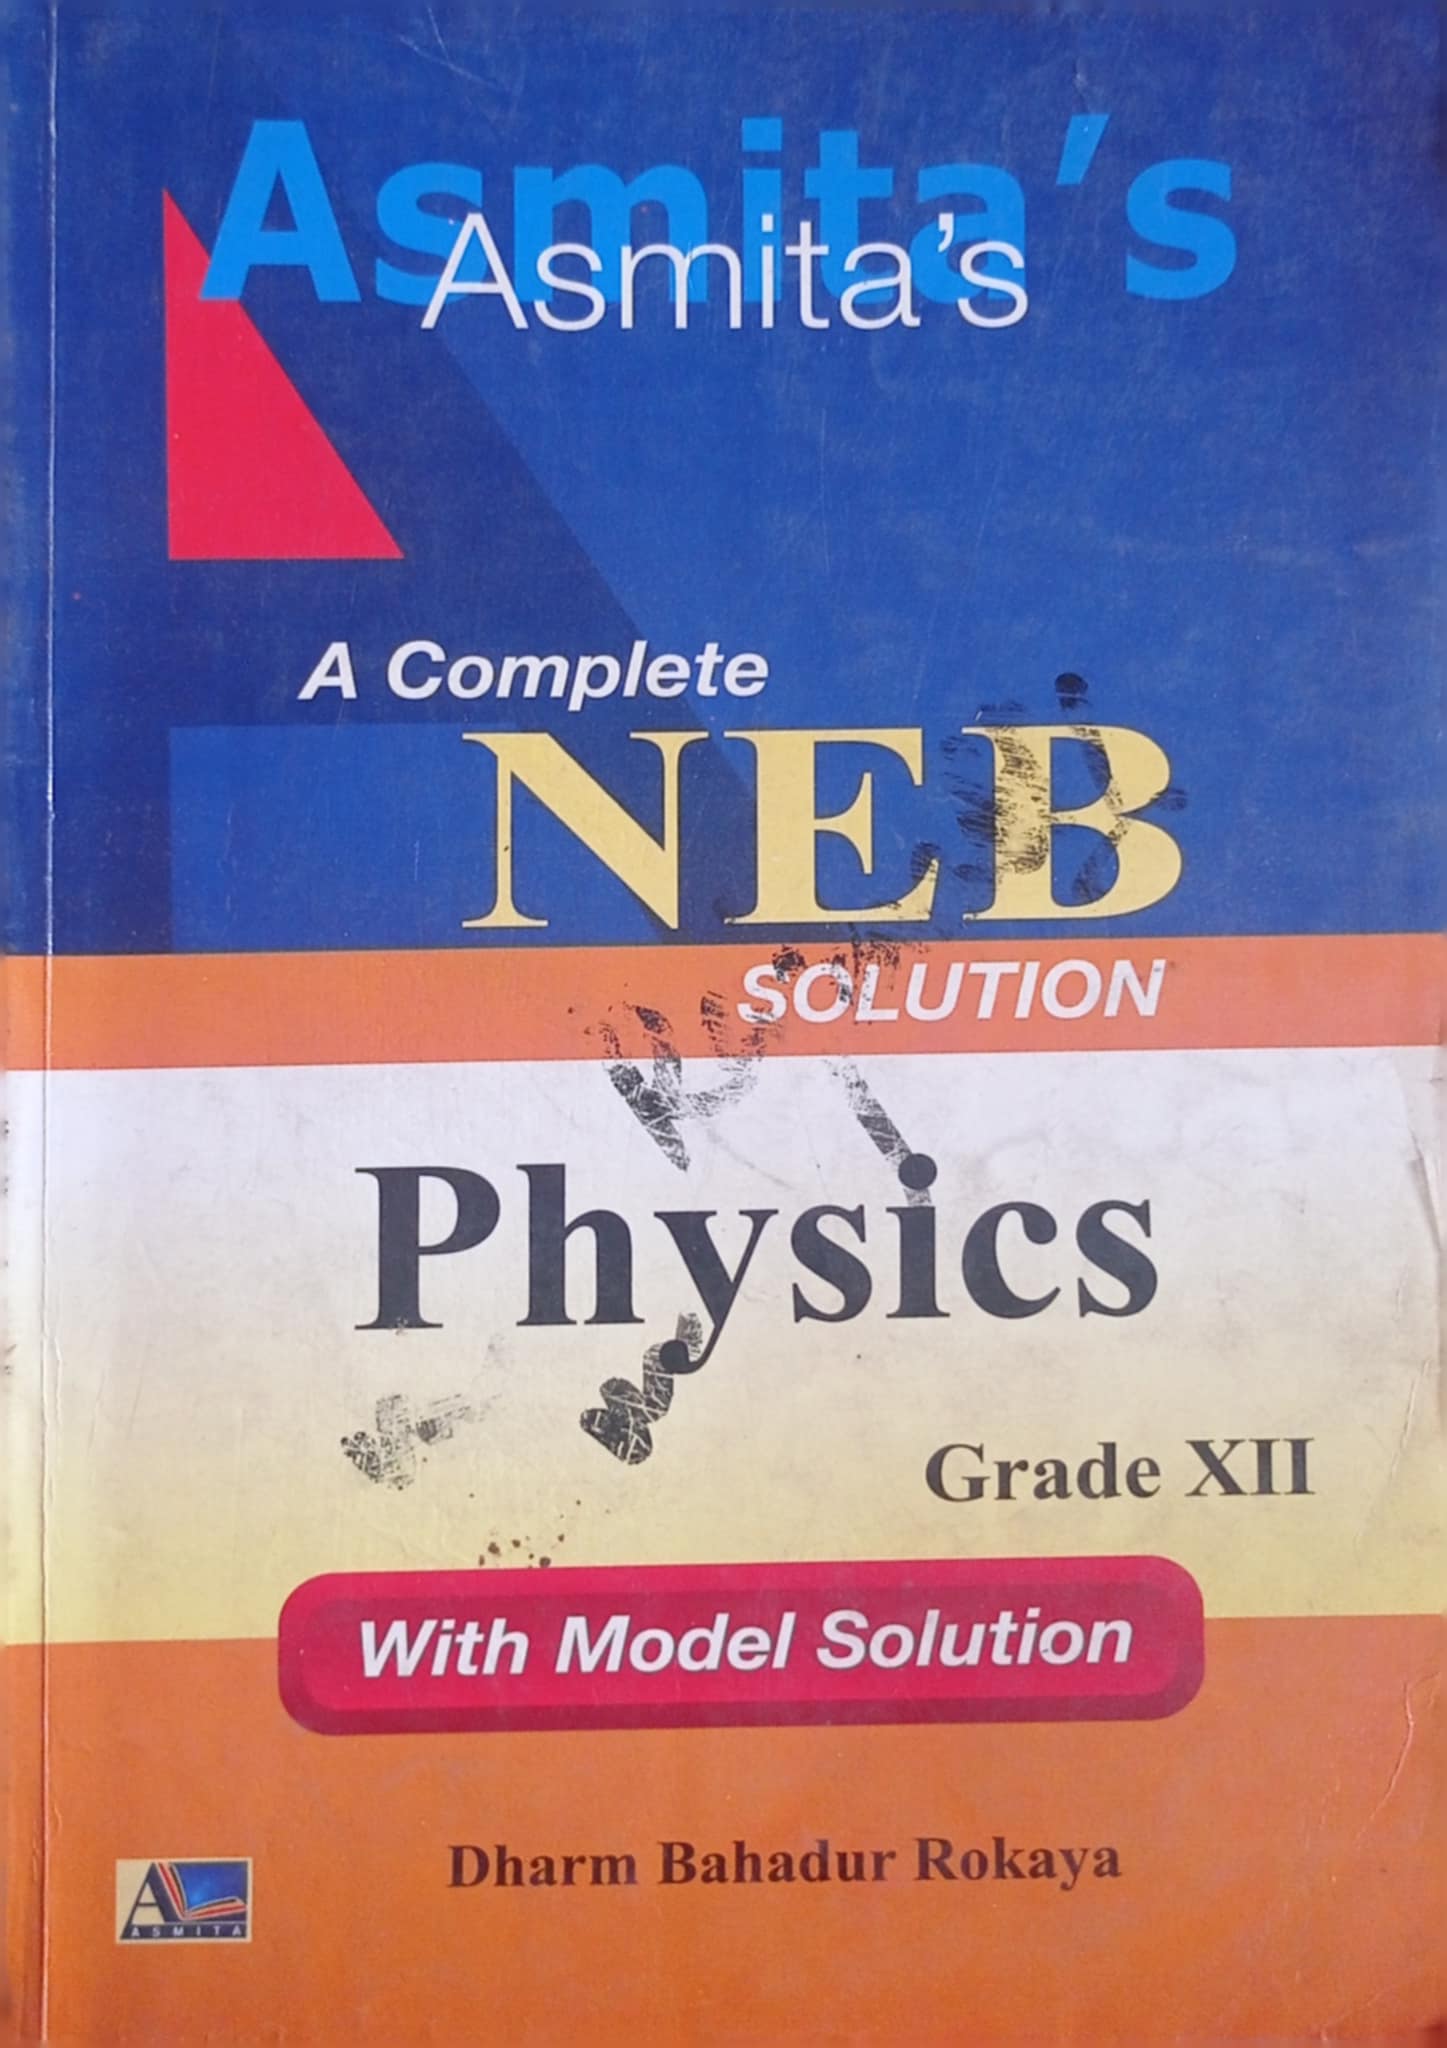 Asmita's
Asmita's
A Complete
NEB
SOLUTION
Physics
Grade XII
With Model Solution
Dharm Bahadur Rokaya
ASMITA